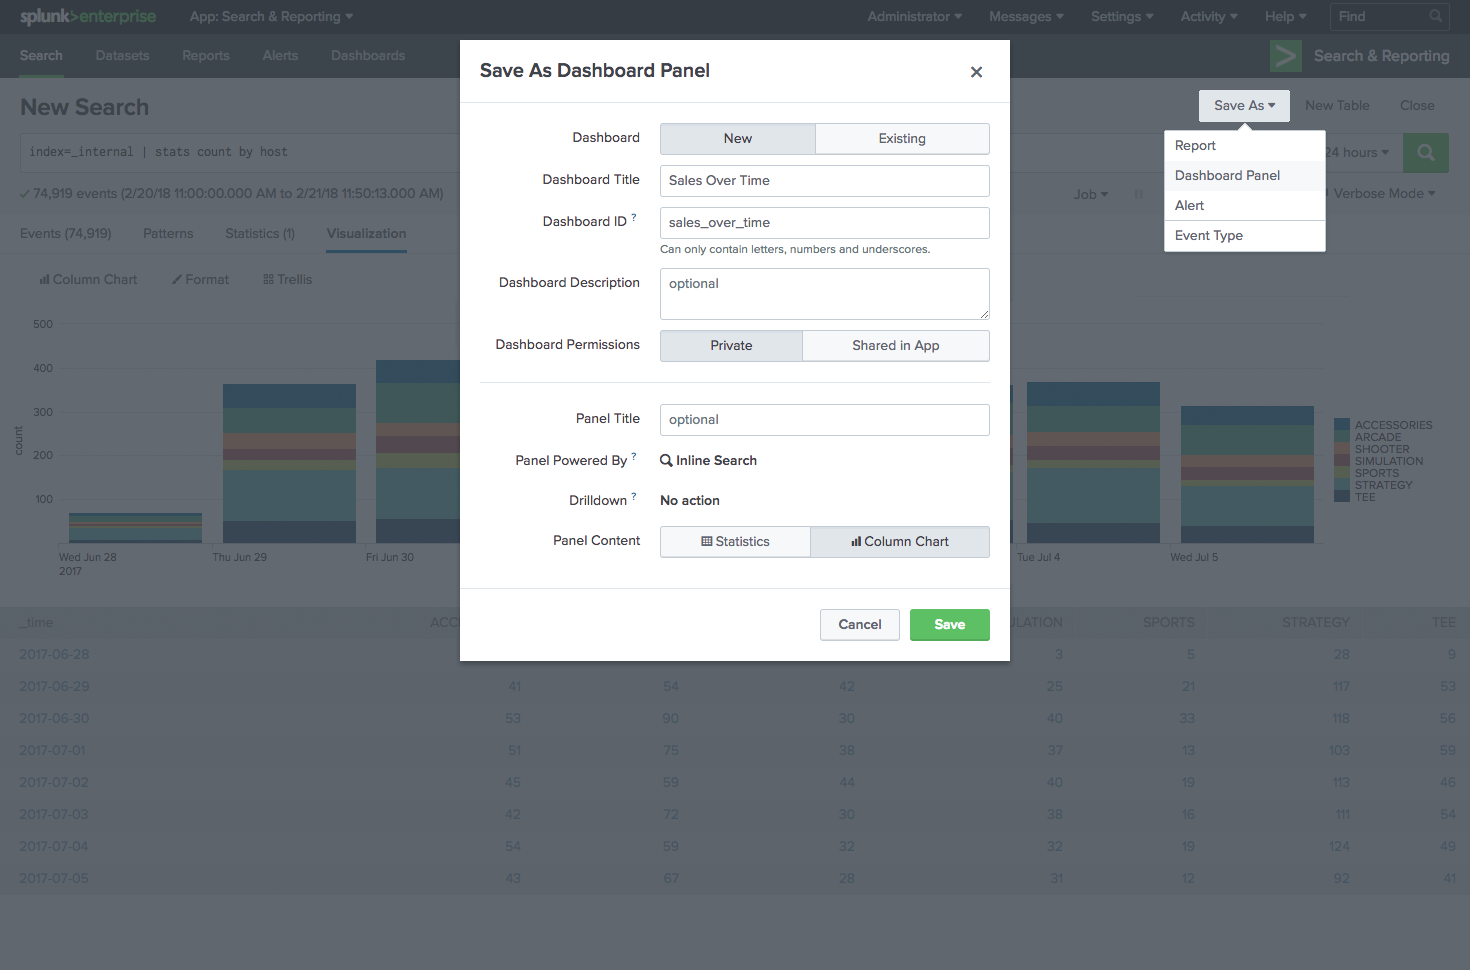 splunk>enterprise App: Search & Reporting Administrator Messages Settings Activity Help Find
Search Datasets Reports Alerts Dashboards Search & Reporting
New Search
Save As New Table Close
index=_internal | stats count by host
24 hours
74,919 events (2/20/18 11:00:00.000 AM to 2/21/18 11:50:13.000 AM)
Job Verbose Mode
Report
Dashboard Panel
Alert
Event Type
Events (74,919) Patterns Statistics (1) Visualization
Column Chart Format Trellis
Save As Dashboard Panel
Dashboard New Existing
Dashboard Title Sales Over Time
Dashboard ID ? sales_over_time
Can only contain letters, numbers and underscores.
Dashboard Description optional
Dashboard Permissions Private Shared in App
Panel Title optional
Panel Powered By ? Inline Search
Drilldown ? No action
Panel Content Statistics Column Chart
Cancel Save
500
400
300
200
100
count
Wed Jun 28
2017
Thu Jun 29
Fri Jun 30
Tue Jul 4
Wed Jul 5
ACCESSORIES
ARCADE
SHOOTER
SIMULATION
SPORTS
STRATEGY
TEE
_time ACC ULATION SPORTS STRATEGY TEE
2017-06-28 3 5 28 9
2017-06-29 41 54 42 25 21 117 53
2017-06-30 53 90 30 40 33 118 56
2017-07-01 51 75 38 37 13 103 59
2017-07-02 45 59 44 40 19 113 46
2017-07-03 42 72 30 38 16 111 54
2017-07-04 54 59 32 32 19 124 49
2017-07-05 43 67 28 31 12 92 41